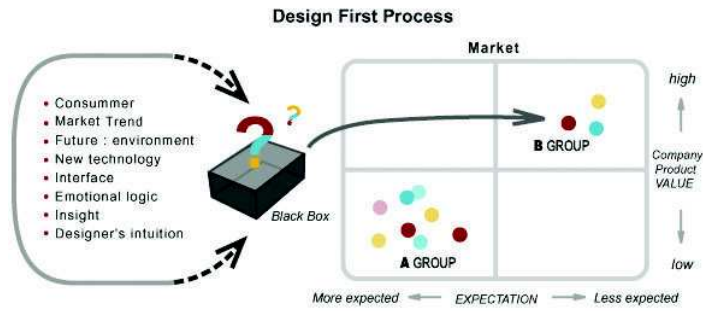 Design First Process
Consummer
Market Trend
Future : environment
New technology
Interface
Emotional logic
Insight
Designer's intuition
?
?
Black Box
Market
B GROUP
A GROUP
high
Company
Product
VALUE
low
More expected
EXPECTATION
Less expected